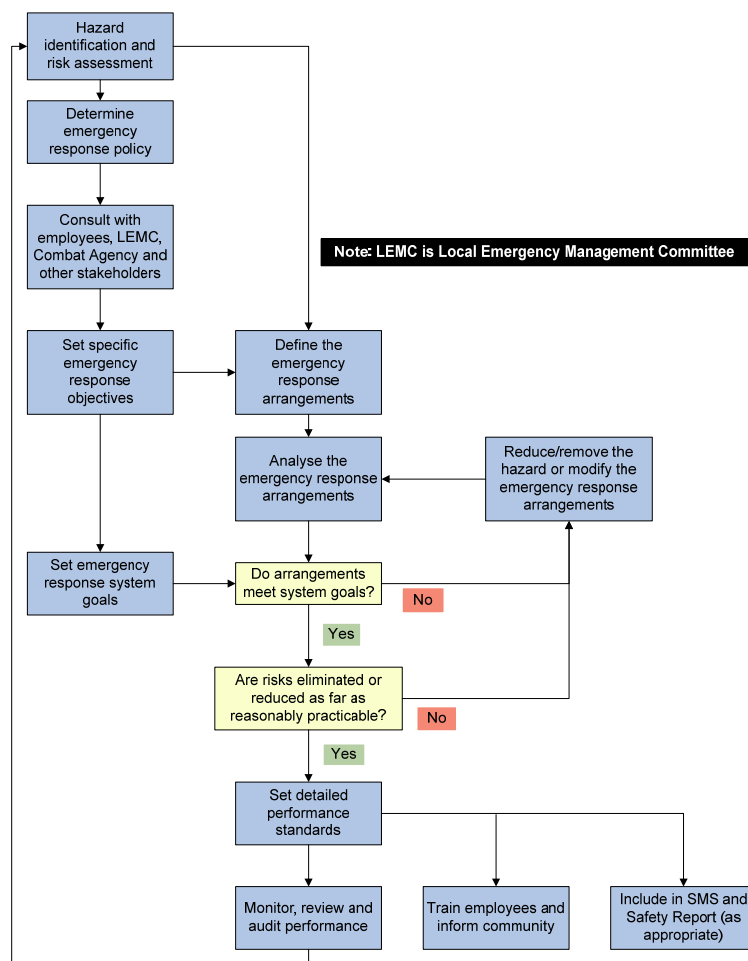 Hazard
identification and
risk assessment
Determine
emergency
response policy
Consult with
employees, LEMC,
Combat Agency and
other stakeholders
Note: LEMC is Local Emergency Management Committee
Set specific
emergency
response
objectives
Define the
emergency
response
arrangements
Analyse the
emergency response
arrangements
Reduce/remove the
hazard or modify the
emergency response
arrangements
Set emergency
response system
goals
Do arrangements
meet system goals?
No
Yes
Are risks eliminated or
reduced as far as
reasonably practicable?
No
Yes
Set detailed
performance
standards
Monitor, review and
audit performance
Train employees and
inform community
Include in SMS and
Safety Report (as
appropriate)